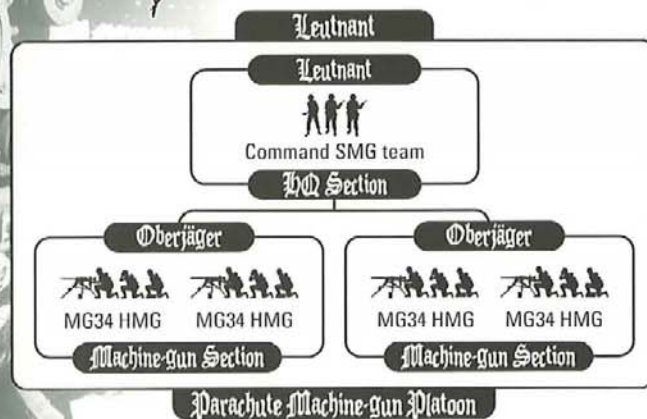 Leutnant
Leutnant
Command SMG team
HQ Section
Oberjäger
Oberjäger
MG34 HMG MG34 HMG
MG34 HMG MG34 HMG
Machine-gun Section
Machine-gun Section
Parachute Machine-gun Platoon